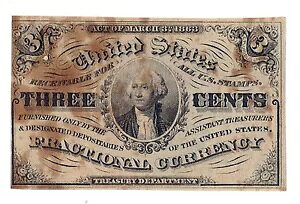 ACT OF MARCH 3D 1863
3 United States 3
RECEIVABLE FOR ALL U.S. STAMPS.
THREE CENTS
FURNISHED ONLY BY THE ASSISTANT TREASURERS
& DESIGNATED DEPOSITARIES OF THE UNITED STATES.
FRACTIONAL CURRENCY
TREASURY DEPARTMENT